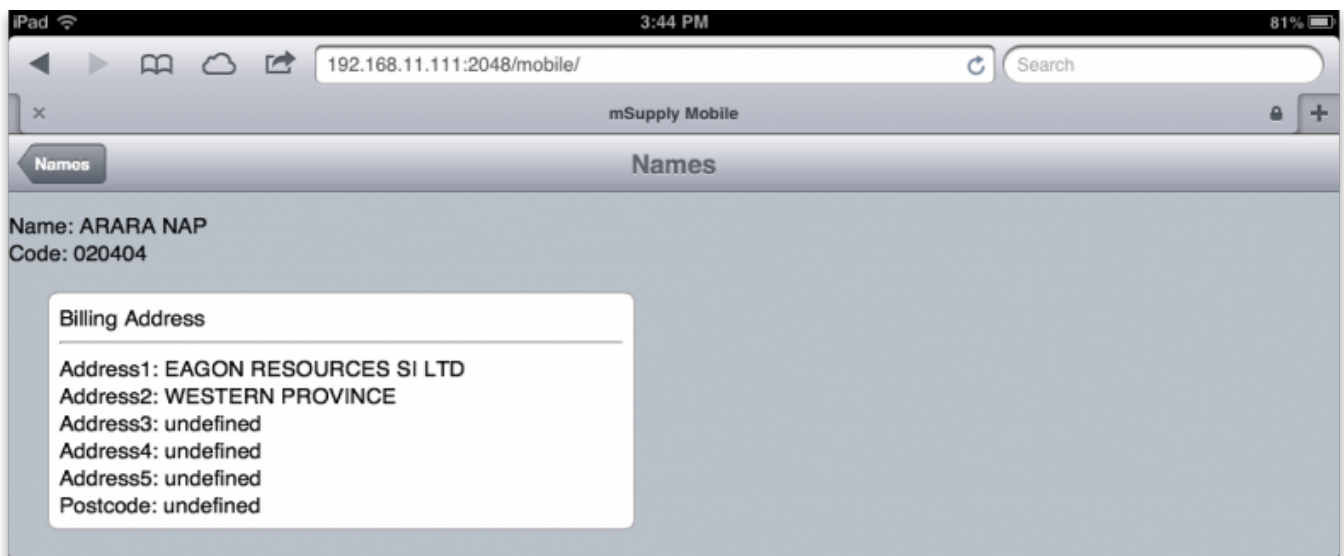 iPad 3:44 PM 81%
192.168.11.111:2048/mobile/ Search
mSupply Mobile
Names Names
Name: ARARA NAP
Code: 020404
Billing Address
Address1: EAGON RESOURCES SI LTD
Address2: WESTERN PROVINCE
Address3: undefined
Address4: undefined
Address5: undefined
Postcode: undefined